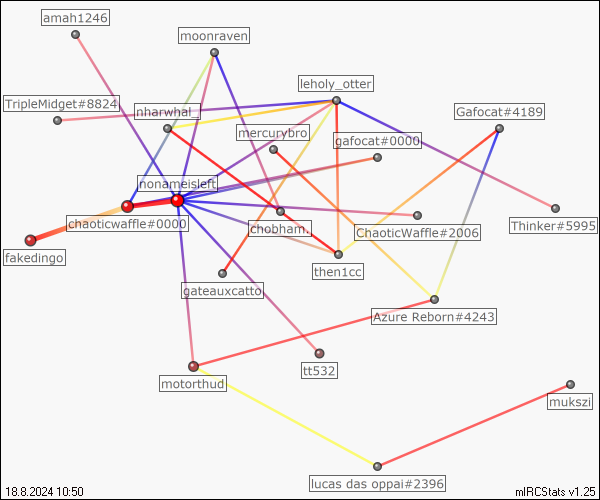 amah1246
moonraven
leholy_otter
TripleMidget#8824
nharwhal_
Gafocat#4189
mercurybro
gafocat#0000
nonameisleft
chaoticwaffle#0000
chobham.
ChaoticWaffle#2006
Thinker#5995
fakedingo
then1cc
gateauxcatto
Azure Reborn#4243
tt532
motorthud
mukszi
lucas das oppai#2396
18.8.2024 10:50
mIRCStats v1.25